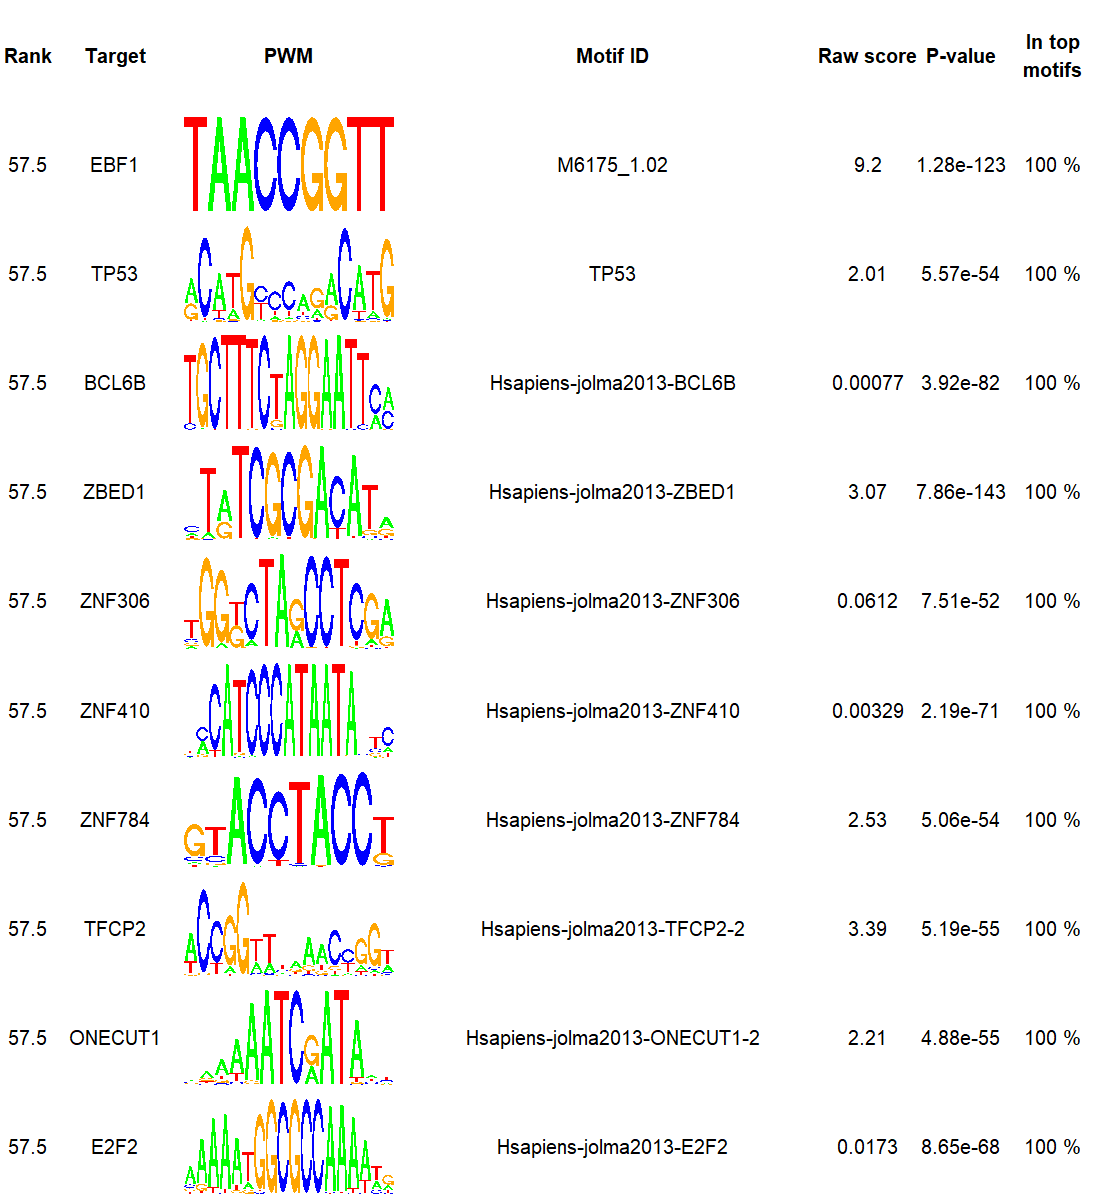 Rank Target PWM Motif ID Raw score P-value In top motifs
57.5 EBF1 TAACCGGTT M6175_1.02 9.2 1.28e-123 100 %
57.5 TP53 TP53 2.01 5.57e-54 100 %
57.5 BCL6B Hsapiens-jolma2013-BCL6B 0.00077 3.92e-82 100 %
57.5 ZBED1 Hsapiens-jolma2013-ZBED1 3.07 7.86e-143 100 %
57.5 ZNF306 Hsapiens-jolma2013-ZNF306 0.0612 7.51e-52 100 %
57.5 ZNF410 Hsapiens-jolma2013-ZNF410 0.00329 2.19e-71 100 %
57.5 ZNF784 Hsapiens-jolma2013-ZNF784 2.53 5.06e-54 100 %
57.5 TFCP2 Hsapiens-jolma2013-TFCP2-2 3.39 5.19e-55 100 %
57.5 ONECUT1 Hsapiens-jolma2013-ONECUT1-2 2.21 4.88e-55 100 %
57.5 E2F2 Hsapiens-jolma2013-E2F2 0.0173 8.65e-68 100 %